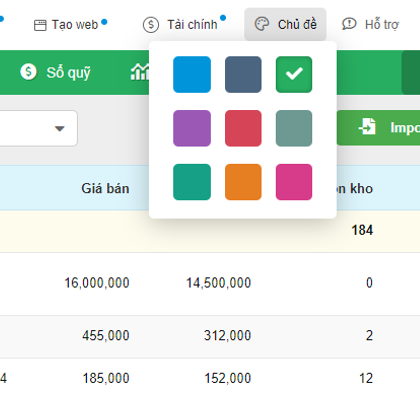 Tạo web
Tài chính
Chủ đề
Hỗ trợ
Sổ quỹ
Impo
Giá bán
ồn kho
184
16,000,000 14,500,000 0
455,000 312,000 2
4 185,000 152,000 12